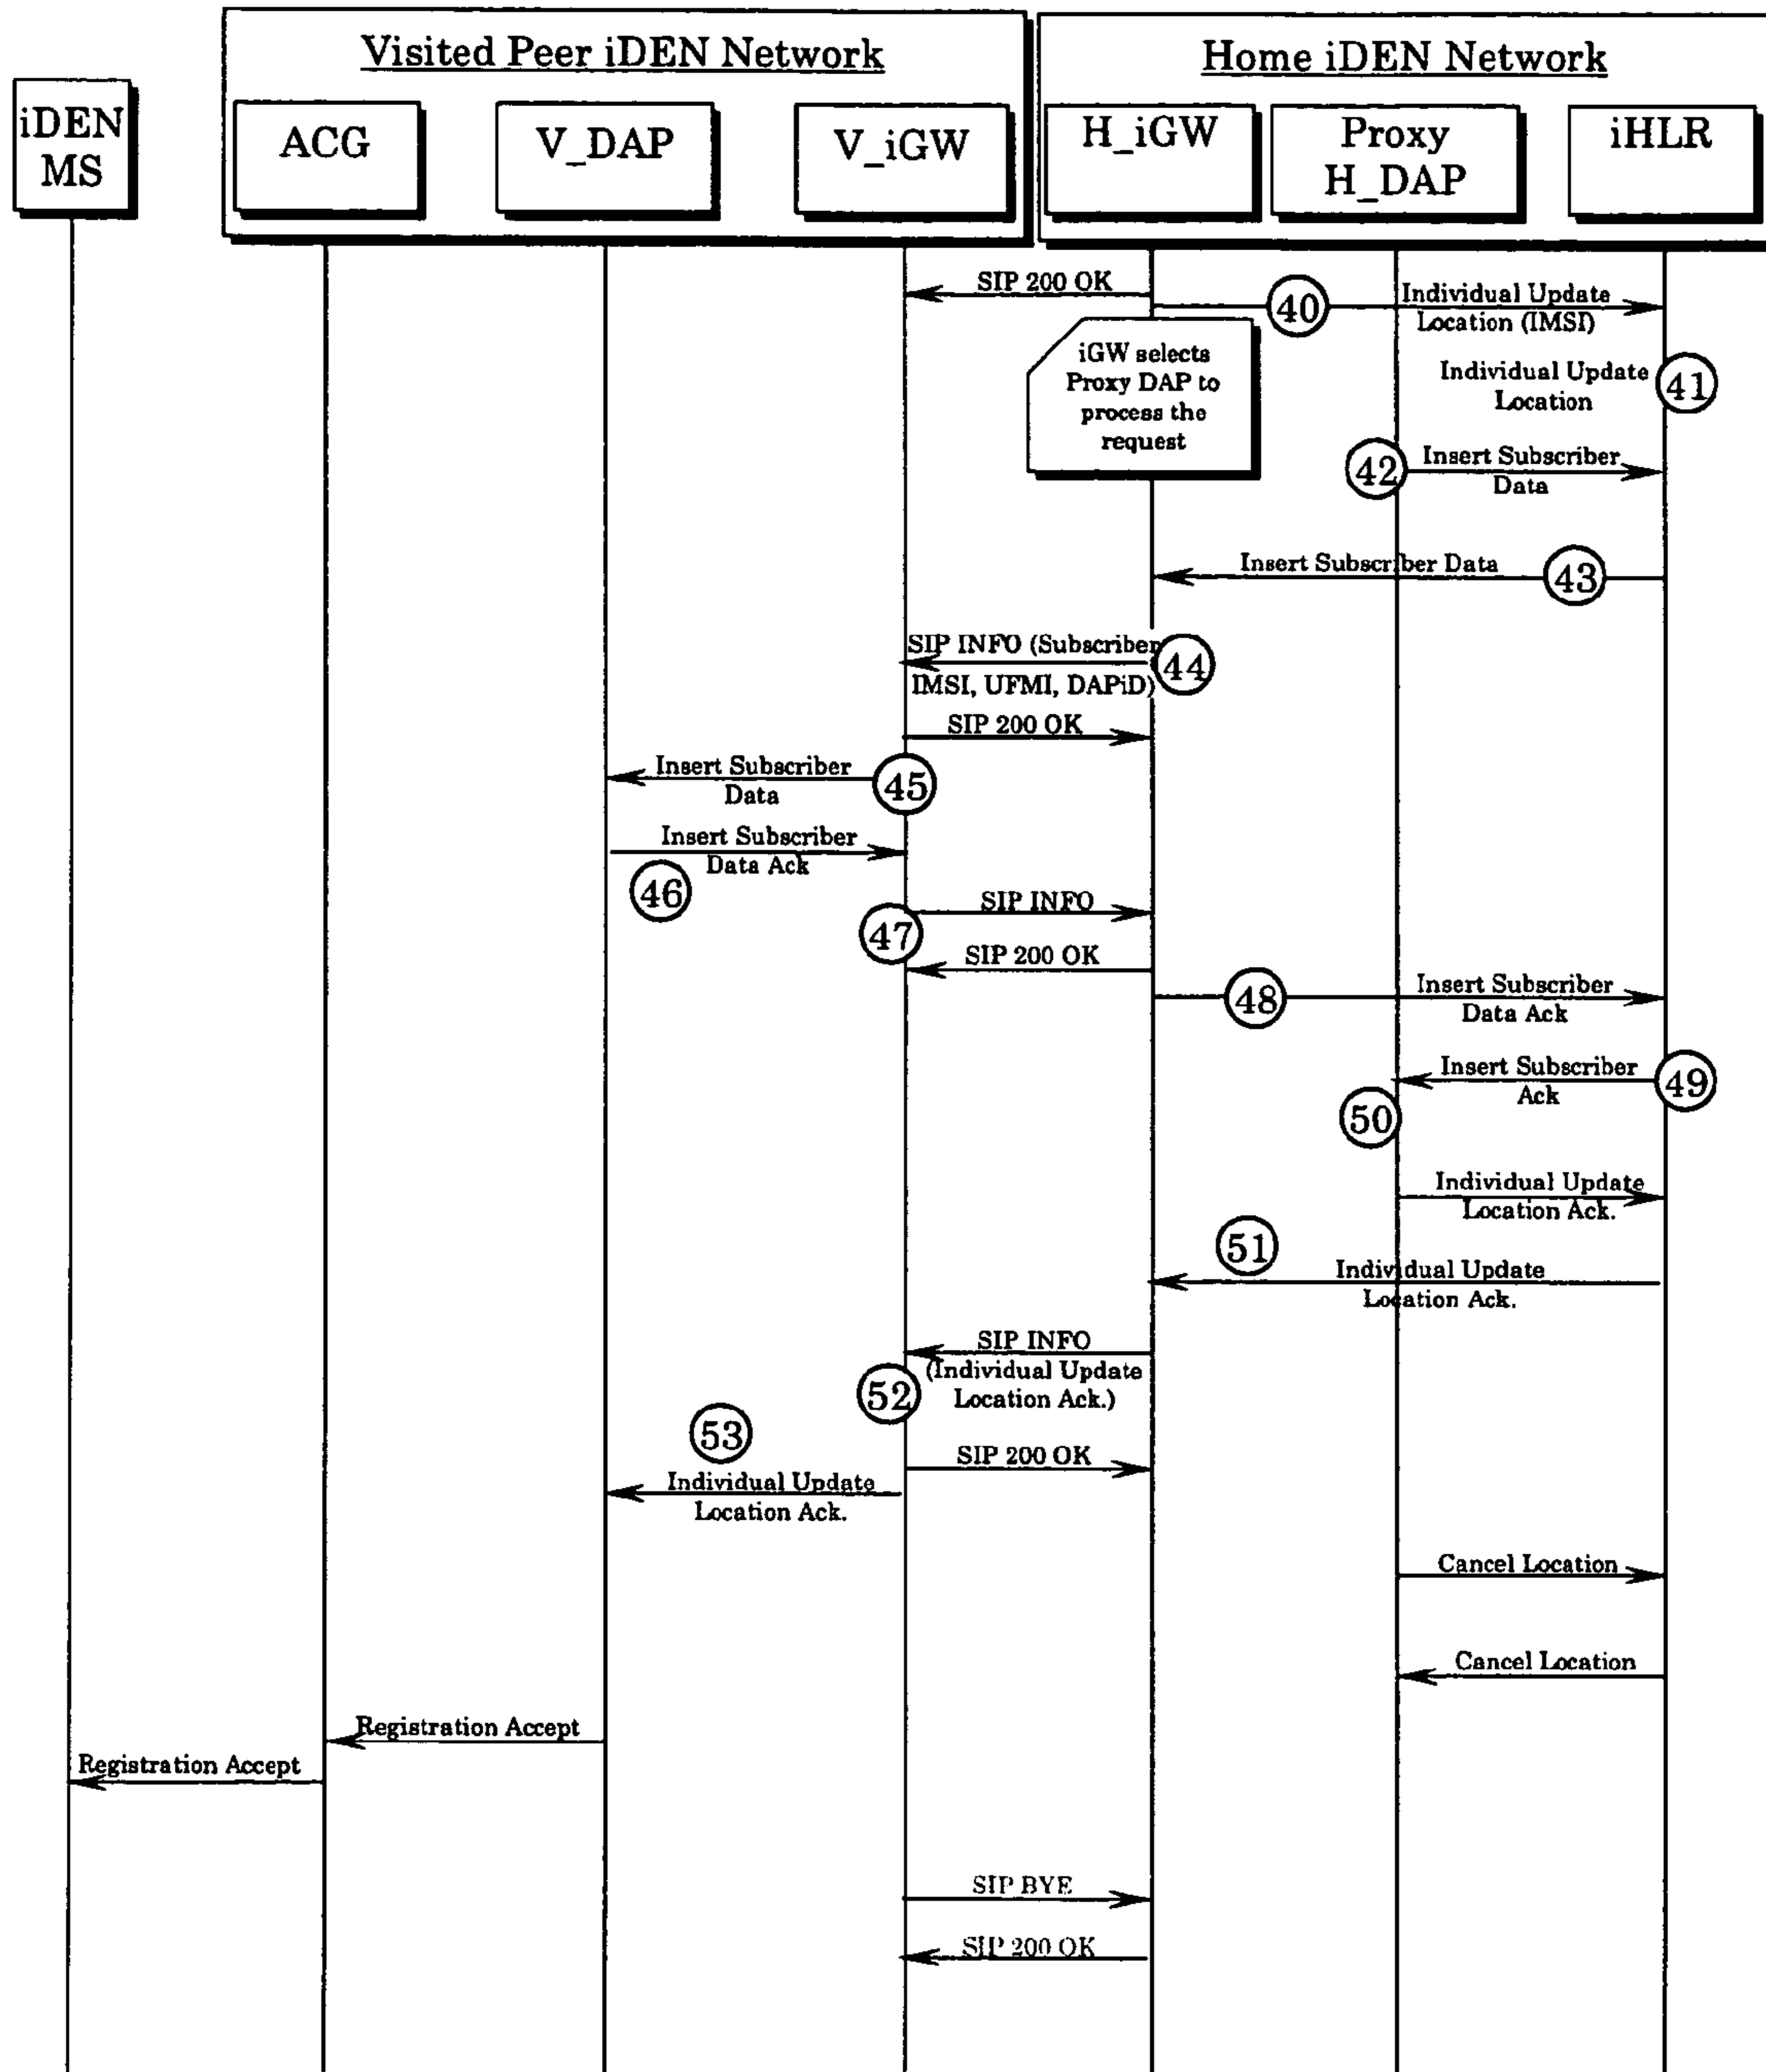 Visited Peer iDEN Network
Home iDEN Network
iDEN
MS
ACG
V_DAP
V_iGW
H_iGW
Proxy
H_DAP
iHLR
SIP 200 OK
40
Individual Update
Location (IMSI)
iGW selects
Proxy DAP to
process the
request
Individual Update
Location
41
42
Insert Subscriber
Data
Insert Subscriber Data
43
SIP INFO (Subscriber
IMSI, UFMI, DAPiD)
44
SIP 200 OK
Insert Subscriber
Data
45
Insert Subscriber
Data Ack
46
47
SIP INFO
SIP 200 OK
48
Insert Subscriber
Data Ack
Insert Subscriber
Ack
49
50
Individual Update
Location Ack.
51
Individual Update
Location Ack.
SIP INFO
(Individual Update
Location Ack.)
52
53
SIP 200 OK
Individual Update
Location Ack.
Cancel Location
Cancel Location
Registration Accept
Registration Accept
SIP BYE
SIP 200 OK